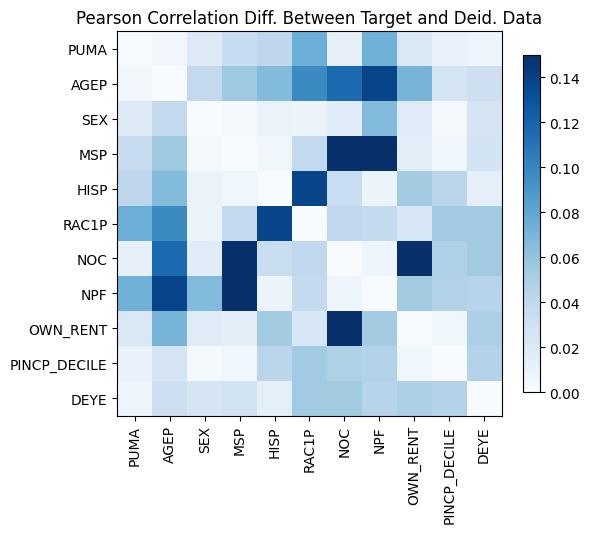 Pearson Correlation Diff. Between Target and Deid. Data
PUMA
AGEP
SEX
MSP
HISP
RAC1P
NOC
NPF
OWN_RENT
PINCP_DECILE
DEYE
PUMA
AGEP
SEX
MSP
HISP
RAC1P
NOC
NPF
OWN_RENT
PINCP_DECILE
DEYE
0.14
0.12
0.10
0.08
0.06
0.04
0.02
0.00